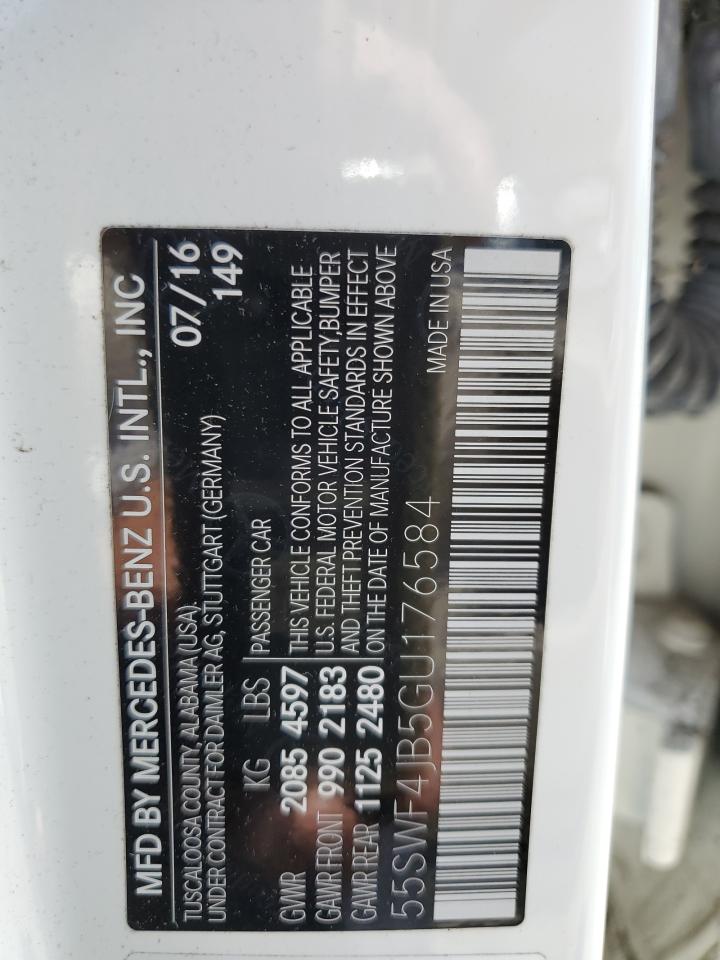 MFD BY MERCEDES-BENZ U.S. INTL., INC
TUSCALOOSA COUNTY, ALABAMA (USA)
UNDER CONTRACT FOR DAIMLER AG, STUTTGART (GERMANY)
07/16
149
KG LBS PASSENGER CAR
GVWR 2085 4597
GAWR FRONT 990 2183
GAWR REAR 1125 2480
THIS VEHICLE CONFORMS TO ALL APPLICABLE
U.S. FEDERAL MOTOR VEHICLE SAFETY,BUMPER
AND THEFT PREVENTION STANDARDS IN EFFECT
ON THE DATE OF MANUFACTURE SHOWN ABOVE
55SWF4JB5GU176584
MADE IN USA